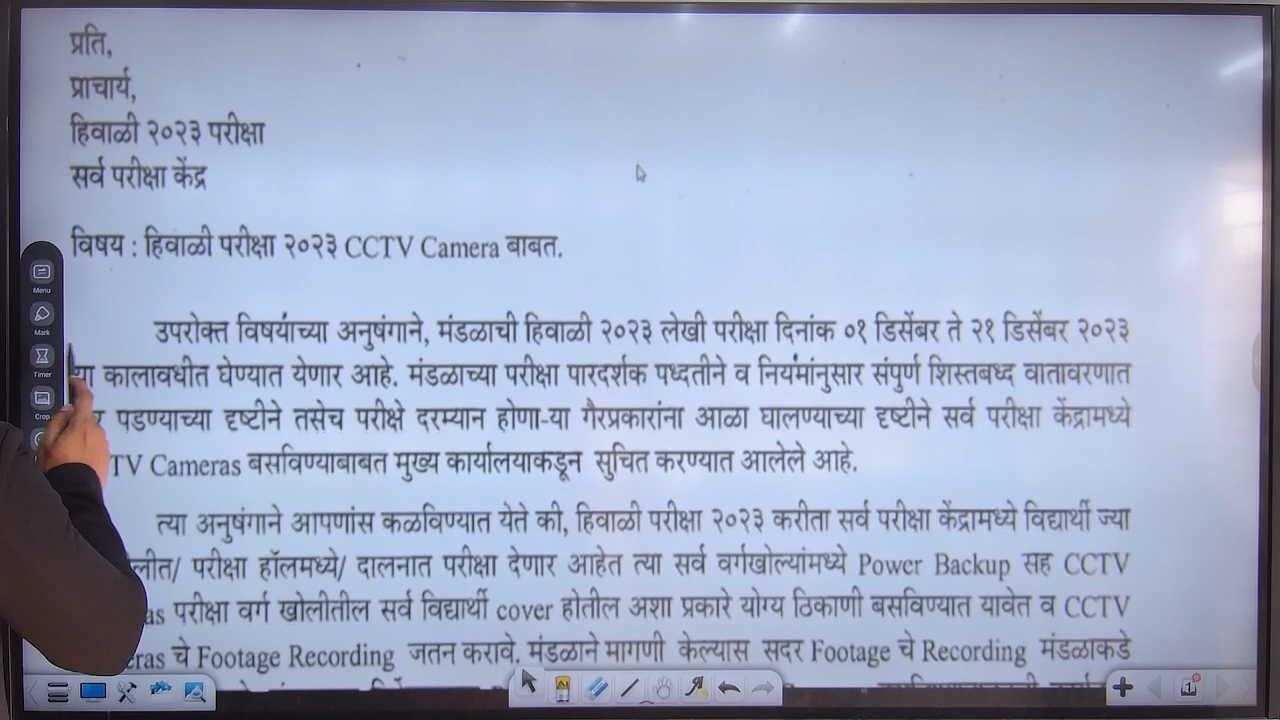 प्रति,
प्राचार्य,
हिवाळी २०२३ परीक्षा
सर्व परीक्षा केंद्र
विषय : हिवाळी परीक्षा २०२३ CCTV Camera बाबत.
उपरोक्त विषयांच्या अनुषंगाने, मंडळाची हिवाळी २०२३ लेखी परीक्षा दिनांक ०१ डिसेंबर ते २१ डिसेंबर २०२३
कालावधीत घेण्यात येणार आहे. मंडळाच्या परीक्षा पारदर्शक पध्दतीने व नियमांनुसार संपुर्ण शिस्तबध्द वातावरणात
पडण्याच्या दृष्टीने तसेच परीक्षे दरम्यान होणा-या गैरप्रकारांना आळा घालण्याच्या दृष्टीने सर्व परीक्षा केंद्रामध्ये
TV Cameras बसविण्याबाबत मुख्य कार्यालयाकडून सुचित करण्यात आलेले आहे.
त्या अनुषंगाने आपणांस कळविण्यात येते की, हिवाळी परीक्षा २०२३ करीता सर्व परीक्षा केंद्रामध्ये विद्यार्थी ज्या
लीत/ परीक्षा हॉलमध्ये/ दालनात परीक्षा देणार आहेत त्या सर्व वर्गखोल्यांमध्ये Power Backup सह CCTV
as परीक्षा वर्ग खोलीतील सर्व विद्यार्थी cover होतील अशा प्रकारे योग्य ठिकाणी बसविण्यात यावेत व CCTV
eras चे Footage Recording जतन करावे. मंडळाने मागणी केल्यास सदर Footage चे Recording मंडळाकडे
Menu
Mark
Timer
Crop
1